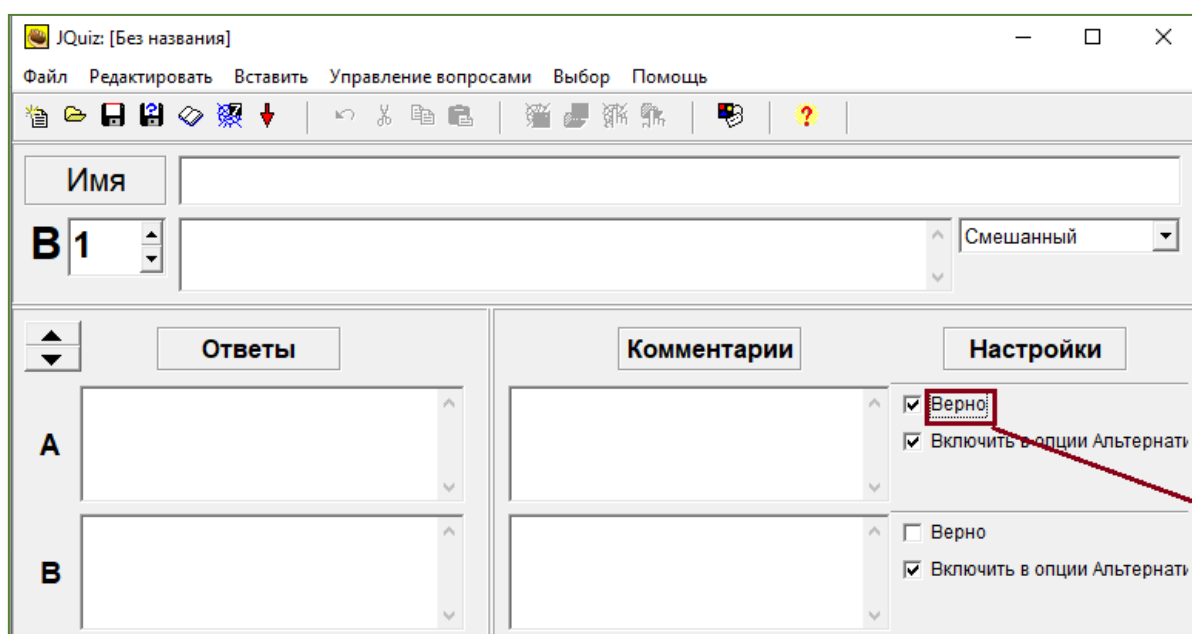 JQuiz: [Без названия]
Файл Редактировать Вставить Управление вопросами Выбор Помощь
Имя
В 1 Смешанный
Ответы Комментарии Настройки
A Верно
Включить в опции Альтернати
B Верно
Включить в опции Альтернати